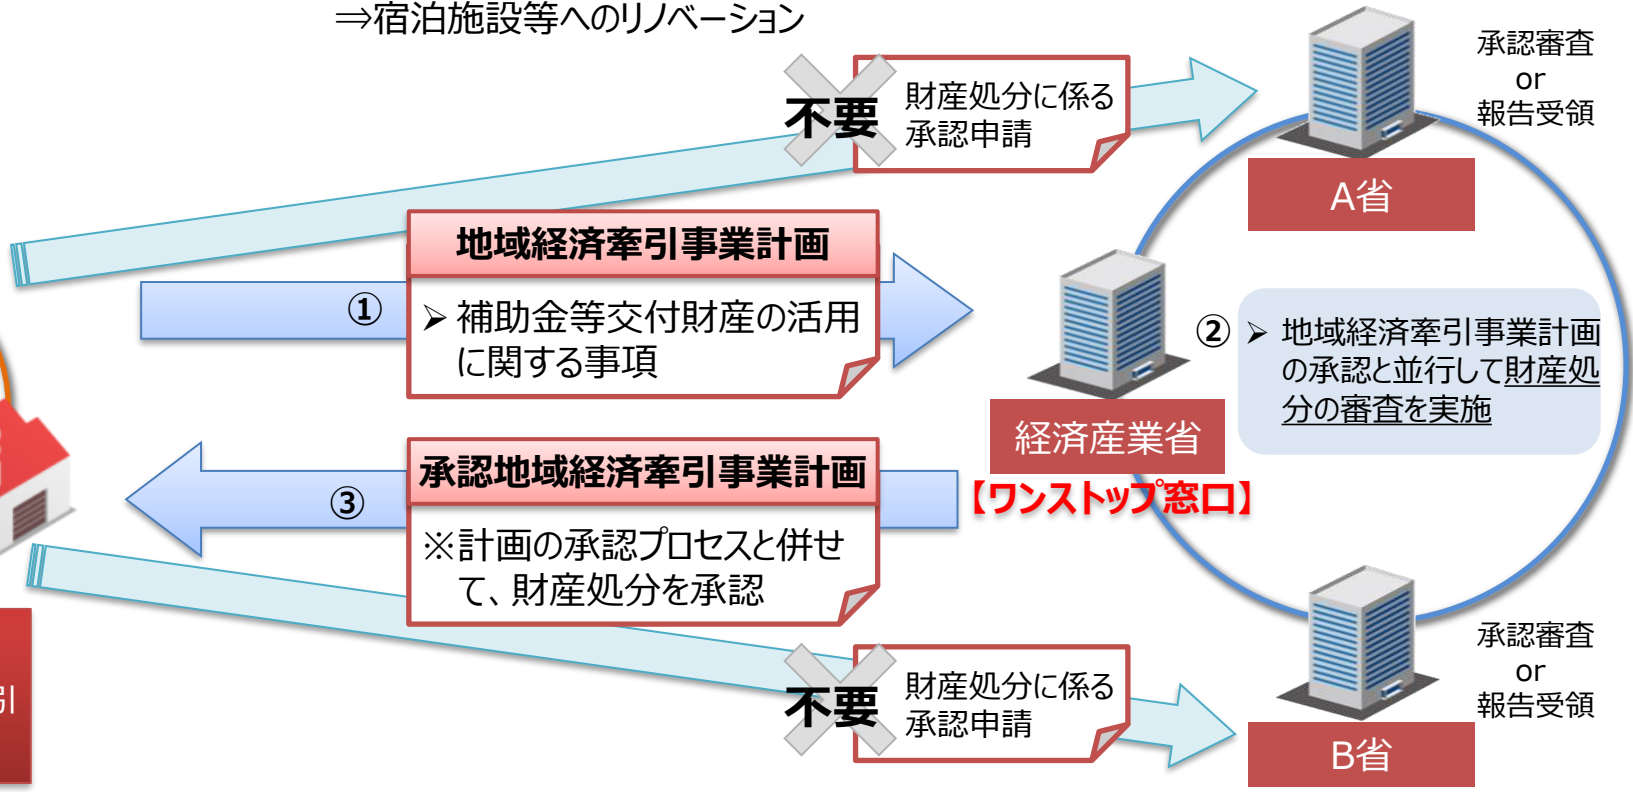 ⇒宿泊施設等へのリノベーション
不要
財産処分に係る
承認申請
承認審査
or
報告受領
A省
地域経済牽引事業計画
①
➢ 補助金等交付財産の活用
に関する事項
経済産業省
【ワンストップ窓口】
②
➢ 地域経済牽引事業計画
の承認と並行して財産処
分の審査を実施
承認地域経済牽引事業計画
③
※計画の承認プロセスと併せ
て、財産処分を承認
不要
財産処分に係る
承認申請
承認審査
or
報告受領
B省
引